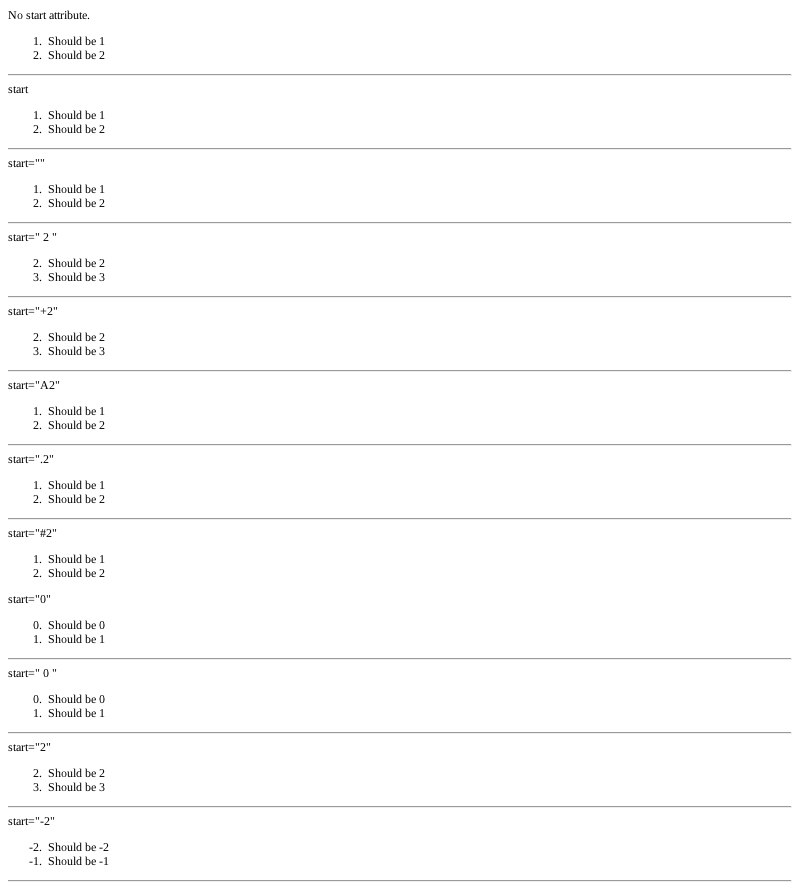 No start attribute.
1. Should be 1
2. Should be 2
start
1. Should be 1
2. Should be 2
start=""
1. Should be 1
2. Should be 2
start=" 2 "
2. Should be 2
3. Should be 3
start="+2"
2. Should be 2
3. Should be 3
start="A2"
1. Should be 1
2. Should be 2
start=".2"
1. Should be 1
2. Should be 2
start="#2"
1. Should be 1
2. Should be 2
start="0"
0. Should be 0
1. Should be 1
start=" 0 "
0. Should be 0
1. Should be 1
start="2"
2. Should be 2
3. Should be 3
start="-2"
-2. Should be -2
-1. Should be -1